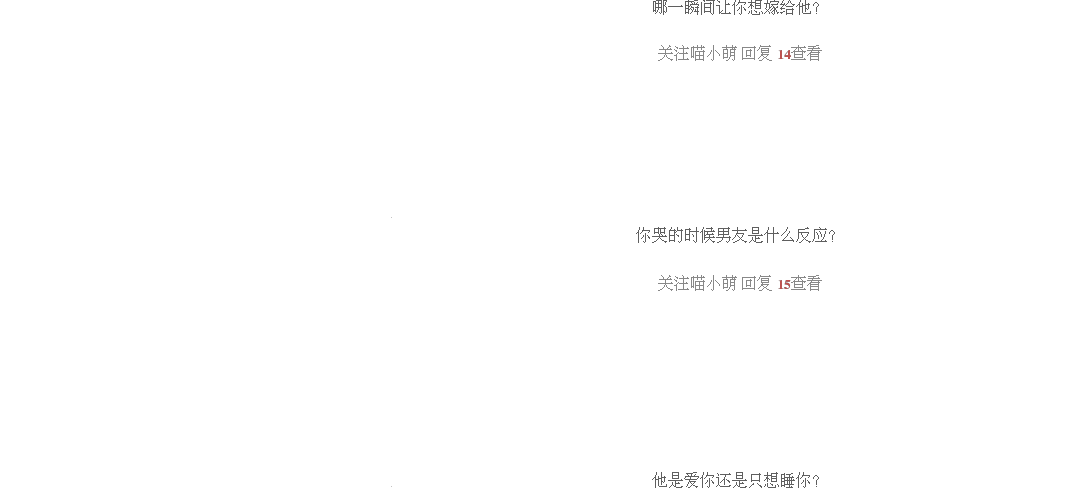 哪一瞬间让你想嫁给他？
关注喵小萌 回复 14查看
你哭的时候男友是什么反应？
关注喵小萌 回复 15查看
他是爱你还是只想睡你？